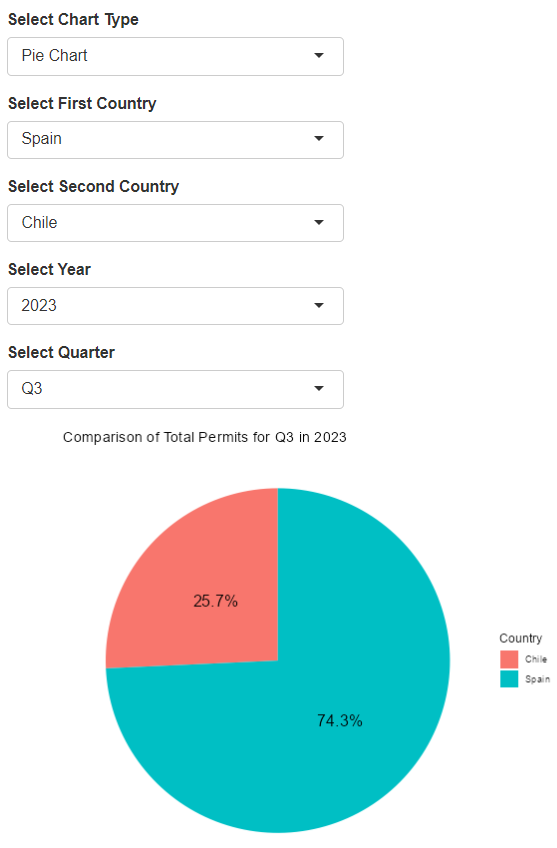 Select Chart Type
Pie Chart
Select First Country
Spain
Select Second Country
Chile
Select Year
2023
Select Quarter
Q3
Comparison of Total Permits for Q3 in 2023
25.7%
74.3%
Country
Chile
Spain